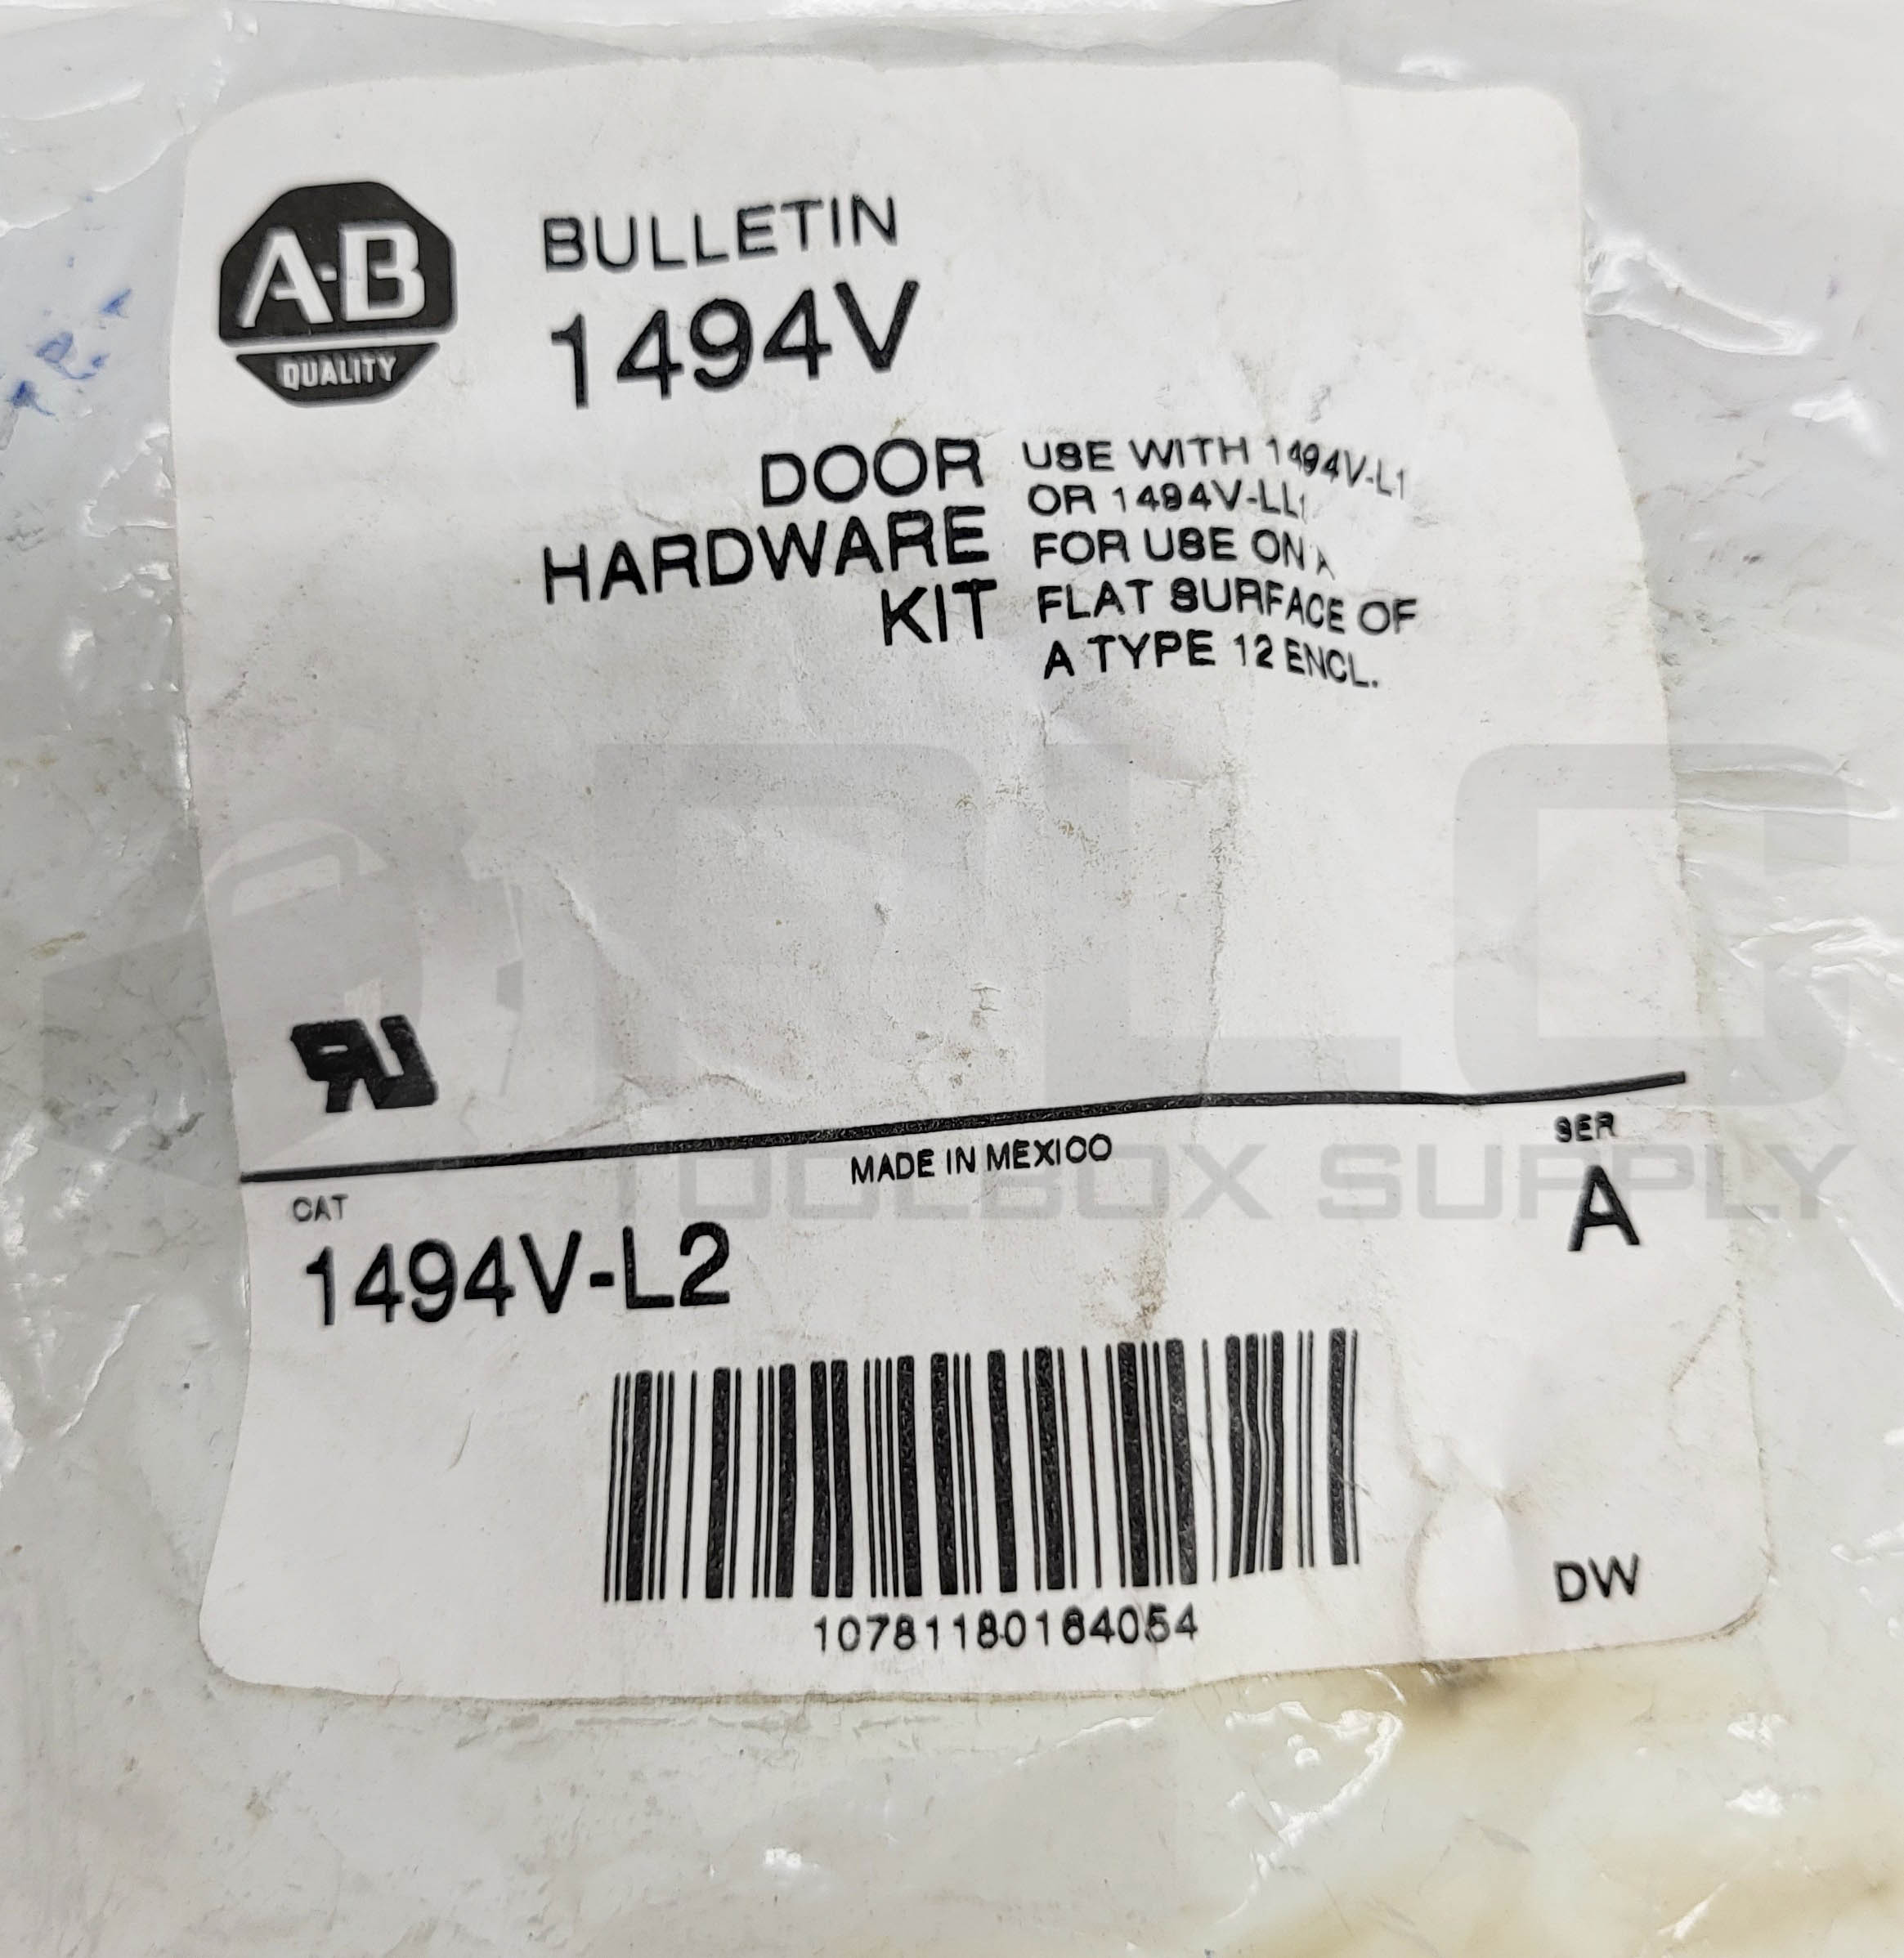 A-B
QUALITY
BULLETIN
1494V
DOOR
HARDWARE
KIT
USE WITH 1494V-L1
OR 1494V-LL1
FOR USE ON A
FLAT SURFACE OF
A TYPE 12 ENCL.
PLC
TOOLBOX SUPPLY
MADE IN MEXICO
SER
A
CAT
1494V-L2
10781180164054
DW